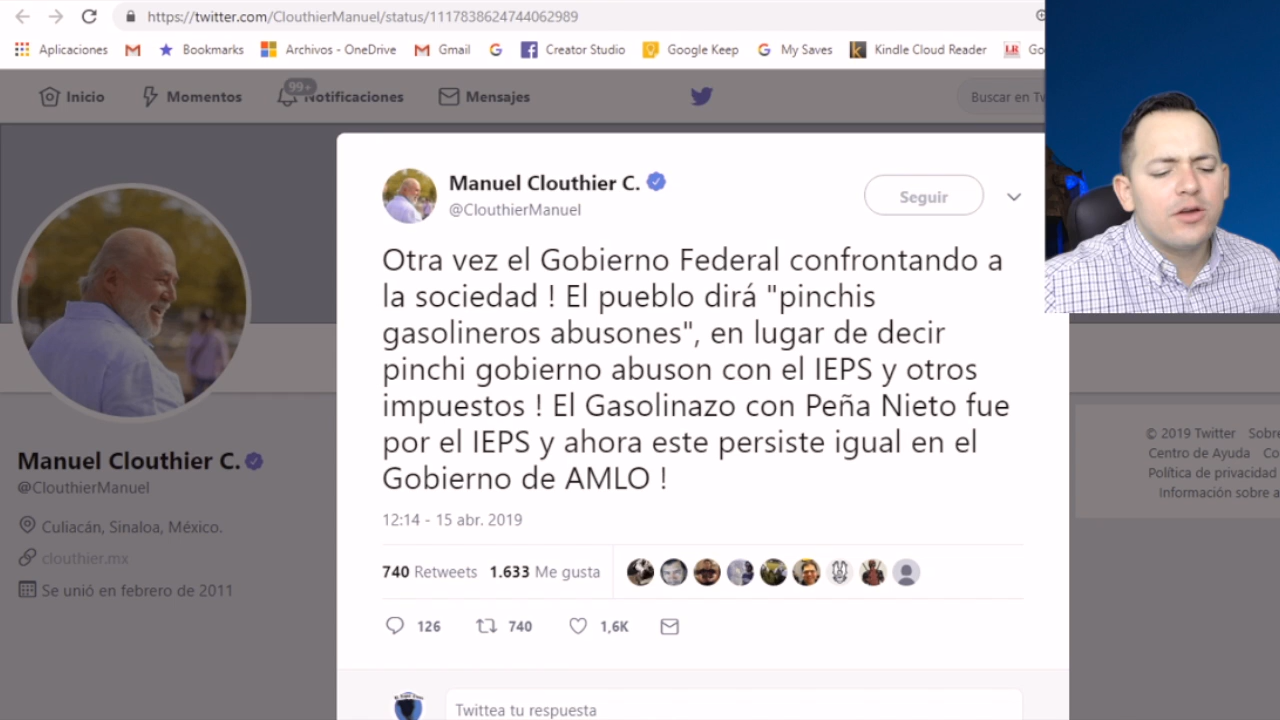 https://twitter.com/ClouthierManuel/status/1117838624744062989
Aplicaciones Bookmarks Archivos - OneDrive Gmail Creator Studio Google Keep My Saves Kindle Cloud Reader Go
Inicio Momentos 99+ Notificaciones Mensajes Buscar en Tw
Manuel Clouthier C.
@ClouthierManuel
Seguir
Otra vez el Gobierno Federal confrontando a
la sociedad ! El pueblo dirá "pinchis
gasolineros abusones", en lugar de decir
pinchi gobierno abuson con el IEPS y otros
impuestos ! El Gasolinazo con Peña Nieto fue
por el IEPS y ahora este persiste igual en el
Gobierno de AMLO !
12:14 - 15 abr. 2019
740 Retweets 1.633 Me gusta
126 740 1,6K
Twittea tu respuesta
Manuel Clouthier C.
@ClouthierManuel
Culiacán, Sinaloa, México.
clouthier.mx
Se unió en febrero de 2011
© 2019 Twitter Sobre
Centro de Ayuda Co
Política de privacidad
Información sobre a